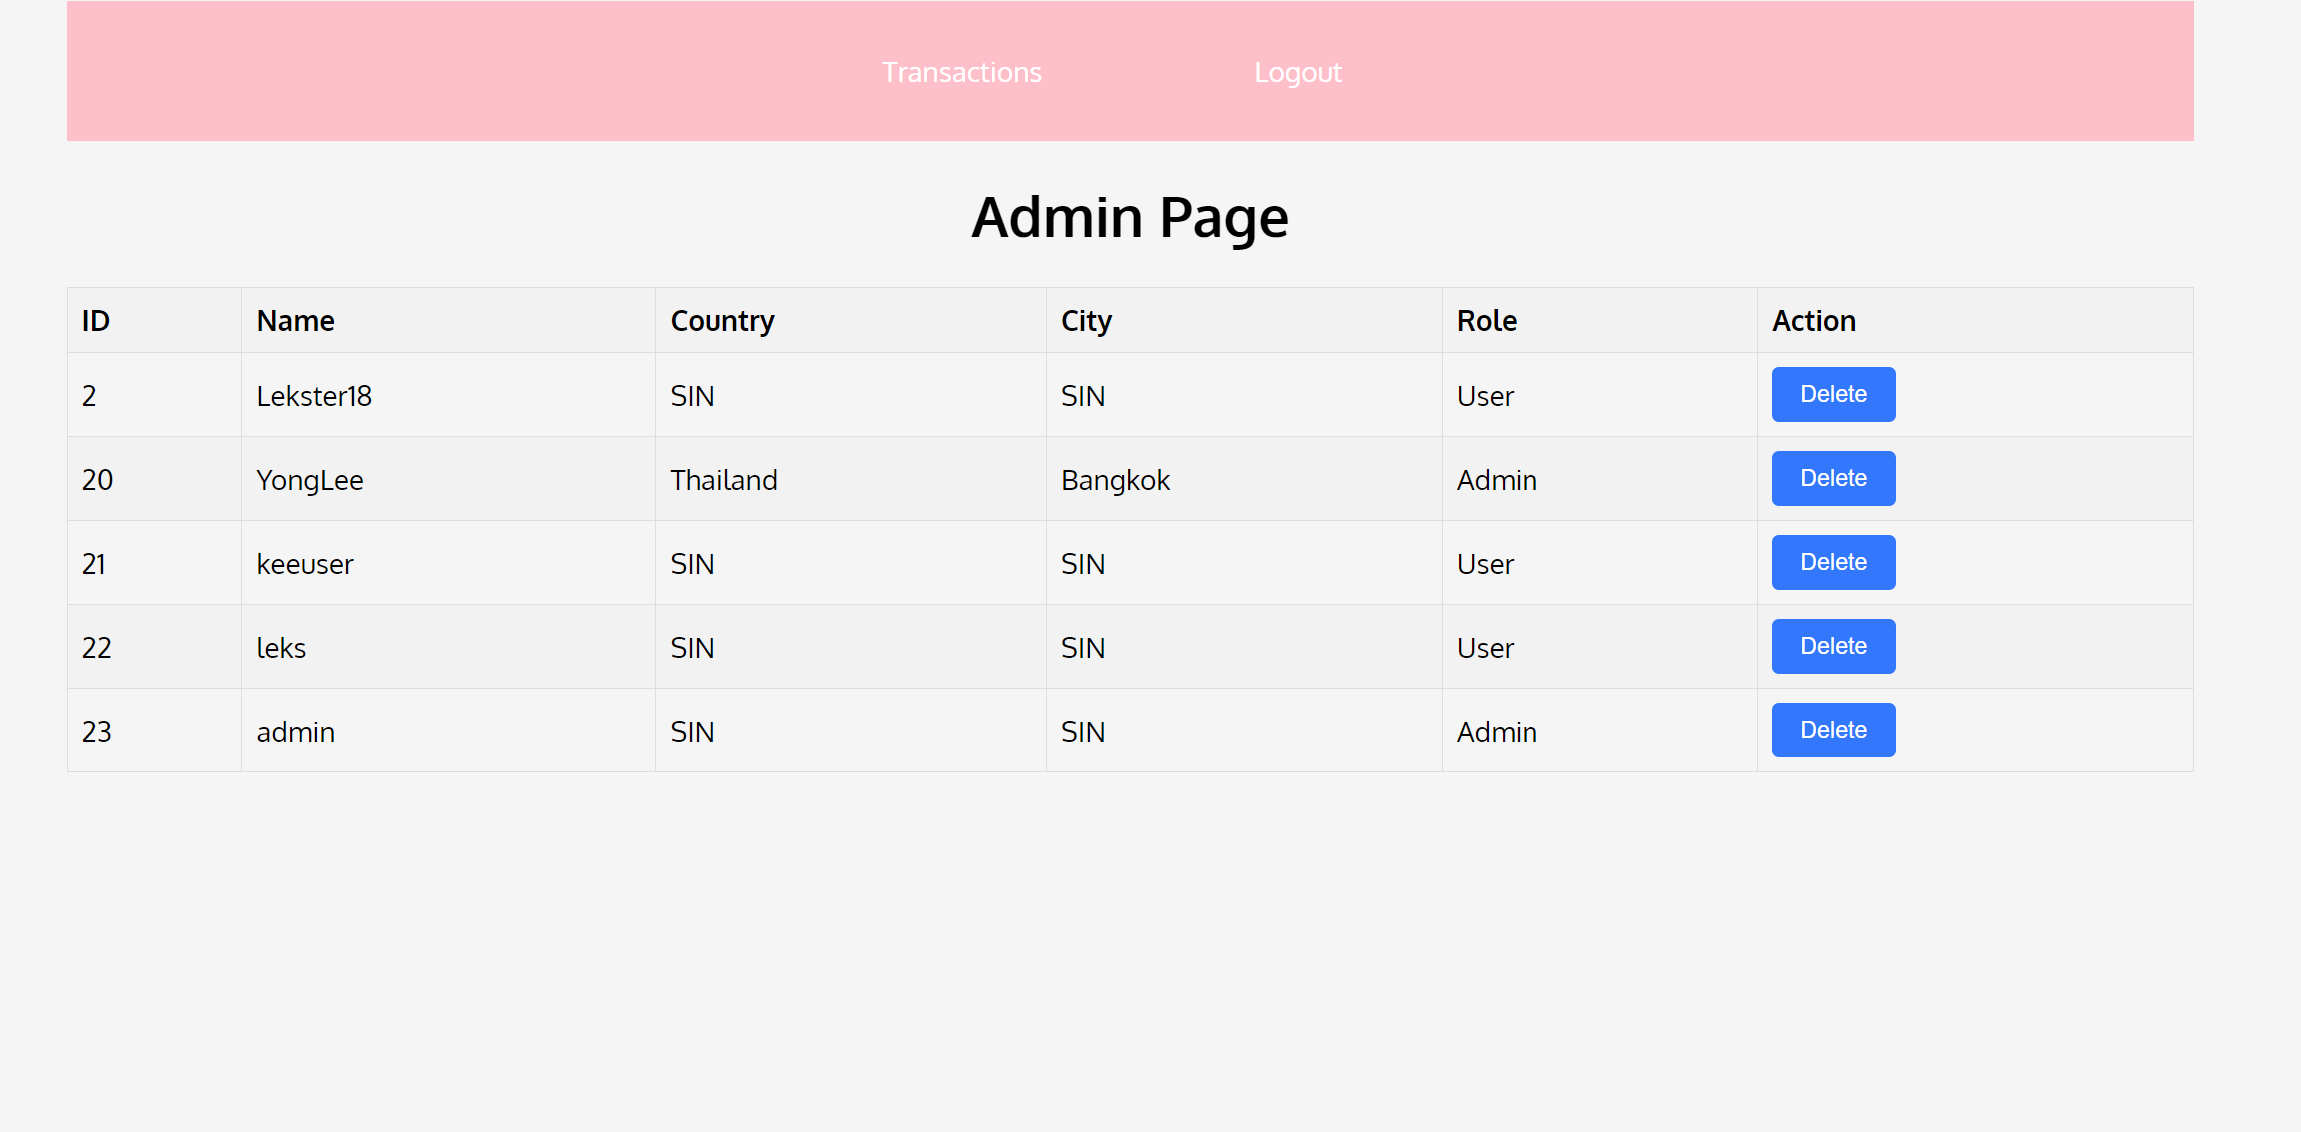 Transactions Logout
Admin Page
ID Name Country City Role Action
2 Lekster18 SIN SIN User Delete
20 YongLee Thailand Bangkok Admin Delete
21 keeuser SIN SIN User Delete
22 leks SIN SIN User Delete
23 admin SIN SIN Admin Delete